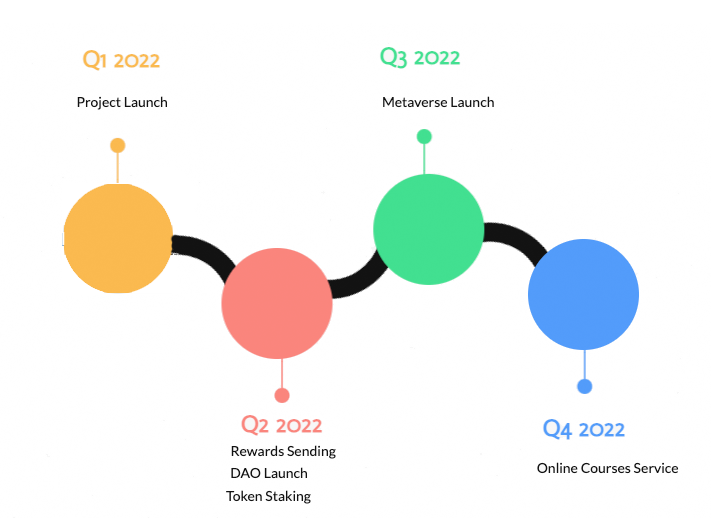 Q1 2022
Project Launch
Q3 2022
Metaverse Launch
Q2 2022
Rewards Sending
DAO Launch
Token Staking
Q4 2022
Online Courses Service